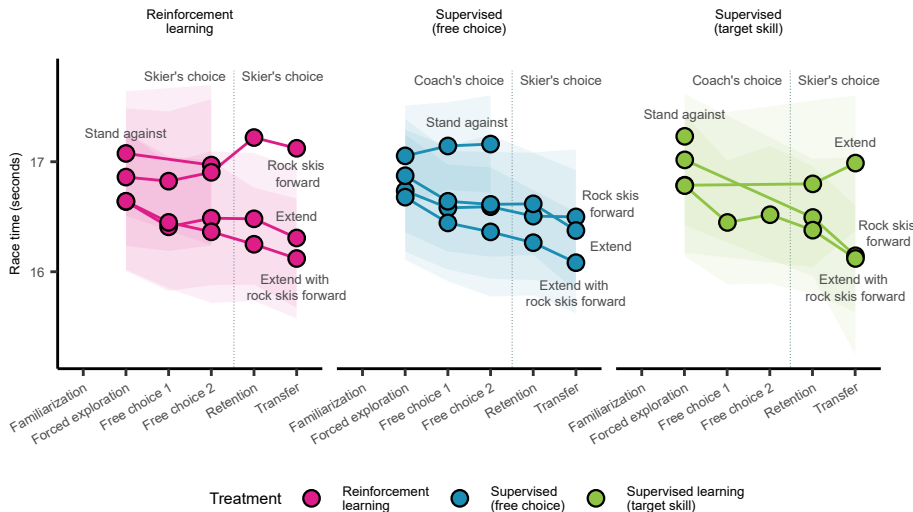 Reinforcement
learning
Supervised
(free choice)
Supervised
(target skill)
Race time (seconds)
17
16
Skier's choice
Skier's choice
Stand against
Rock skis
forward
Extend
Extend with
rock skis forward
Familiarization
Forced exploration
Free choice 1
Free choice 2
Retention
Transfer
Coach's choice
Skier's choice
Stand against
Rock skis
forward
Extend
Extend with
rock skis forward
Familiarization
Forced exploration
Free choice 1
Free choice 2
Retention
Transfer
Coach's choice
Skier's choice
Stand against
Extend
Rock skis
forward
Extend with
rock skis forward
Familiarization
Forced exploration
Free choice 1
Free choice 2
Retention
Transfer
Treatment
Reinforcement
learning
Supervised
(free choice)
Supervised learning
(target skill)